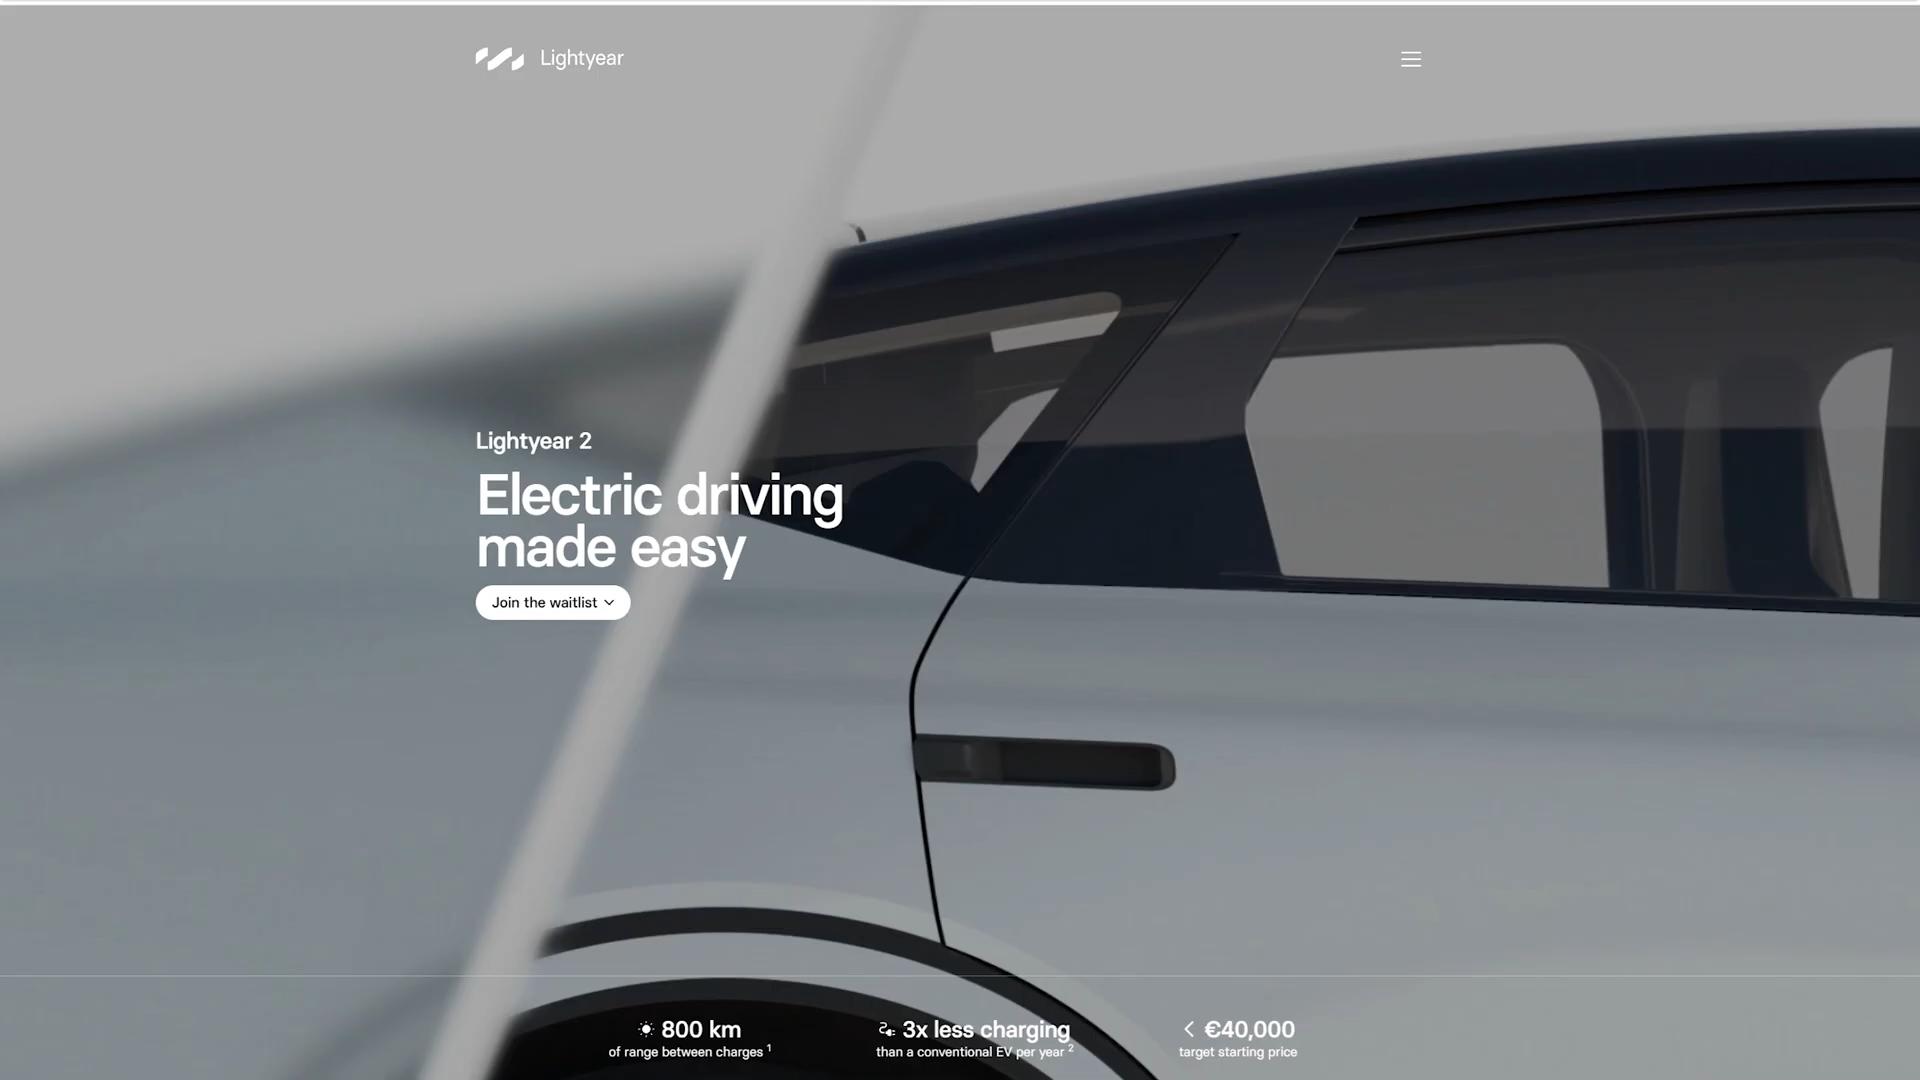 Lightyear
Lightyear 2
Electric driving
made easy
Join the waitlist
800 km
of range between charges 1
3x less charging
than a conventional EV per year 2
< €40,000
target starting price